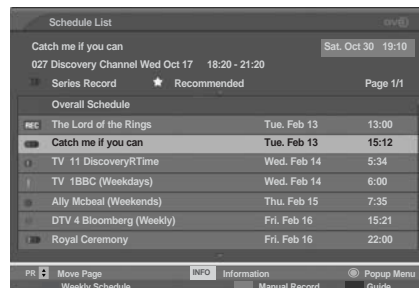 Schedule List
Catch me if you can Sat. Oct 30 19:10
027 Discovery Channel Wed Oct 17 18:20 - 21:20
Series Record Recommended Page 1/1
Overall Schedule
REC The Lord of the Rings Tue. Feb 13 13:00
Catch me if you can Tue. Feb 13 15:12
TV 11 DiscoveryRTime Wed. Feb 14 5:34
TV 1BBC (Weekdays) Wed. Feb 14 6:00
Ally Mcbeal (Weekends) Thu. Feb 15 7:35
DTV 4 Bloomberg (Weekly) Fri. Feb 16 15:21
Royal Ceremony Fri. Feb 16 22:00
PR Move Page INFO Information Popup Menu
Weekly Schedule Manual Record Guide